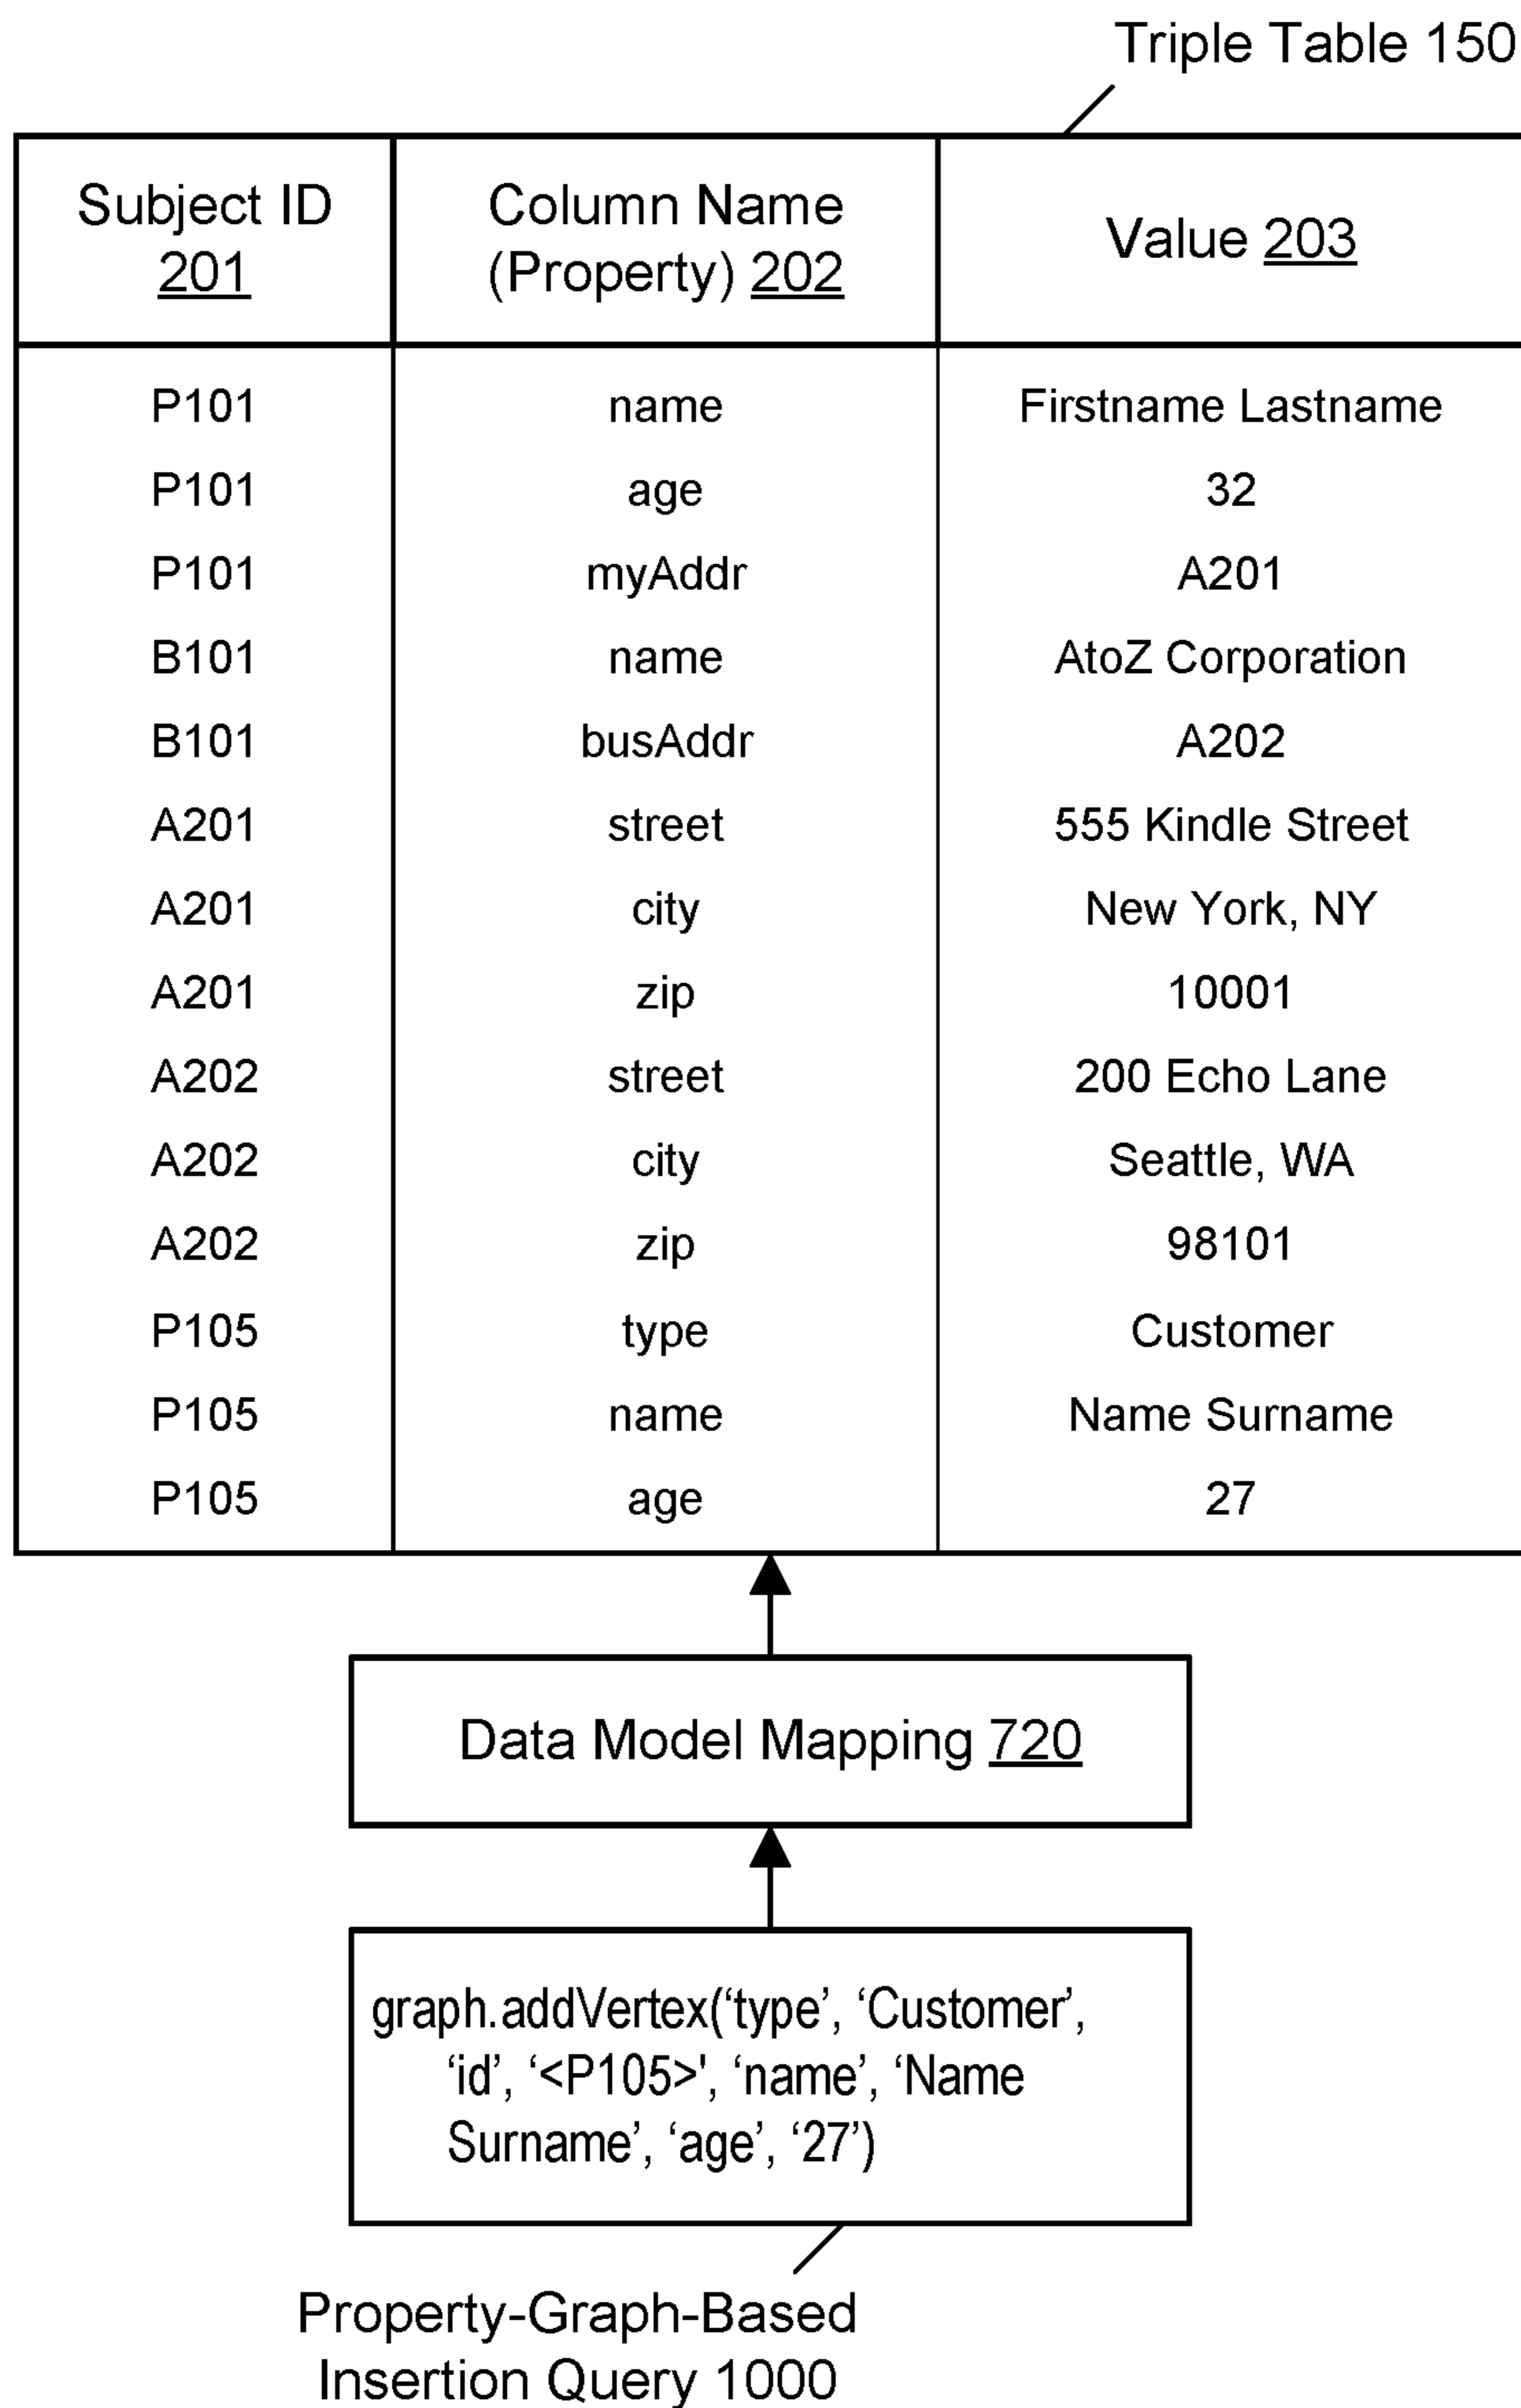 Triple Table 150
Subject ID 201 Column Name (Property) 202 Value 203
P101 name Firstname Lastname
P101 age 32
P101 myAddr A201
B101 name AtoZ Corporation
B101 busAddr A202
A201 street 555 Kindle Street
A201 city New York, NY
A201 zip 10001
A202 street 200 Echo Lane
A202 city Seattle, WA
A202 zip 98101
P105 type Customer
P105 name Name Surname
P105 age 27
Data Model Mapping 720
graph.addVertex(‘type’, ‘Customer’,
‘id’, ‘<P105>', ‘name’, ‘Name
Surname’, ‘age’, ‘27’)
Property-Graph-Based
Insertion Query 1000